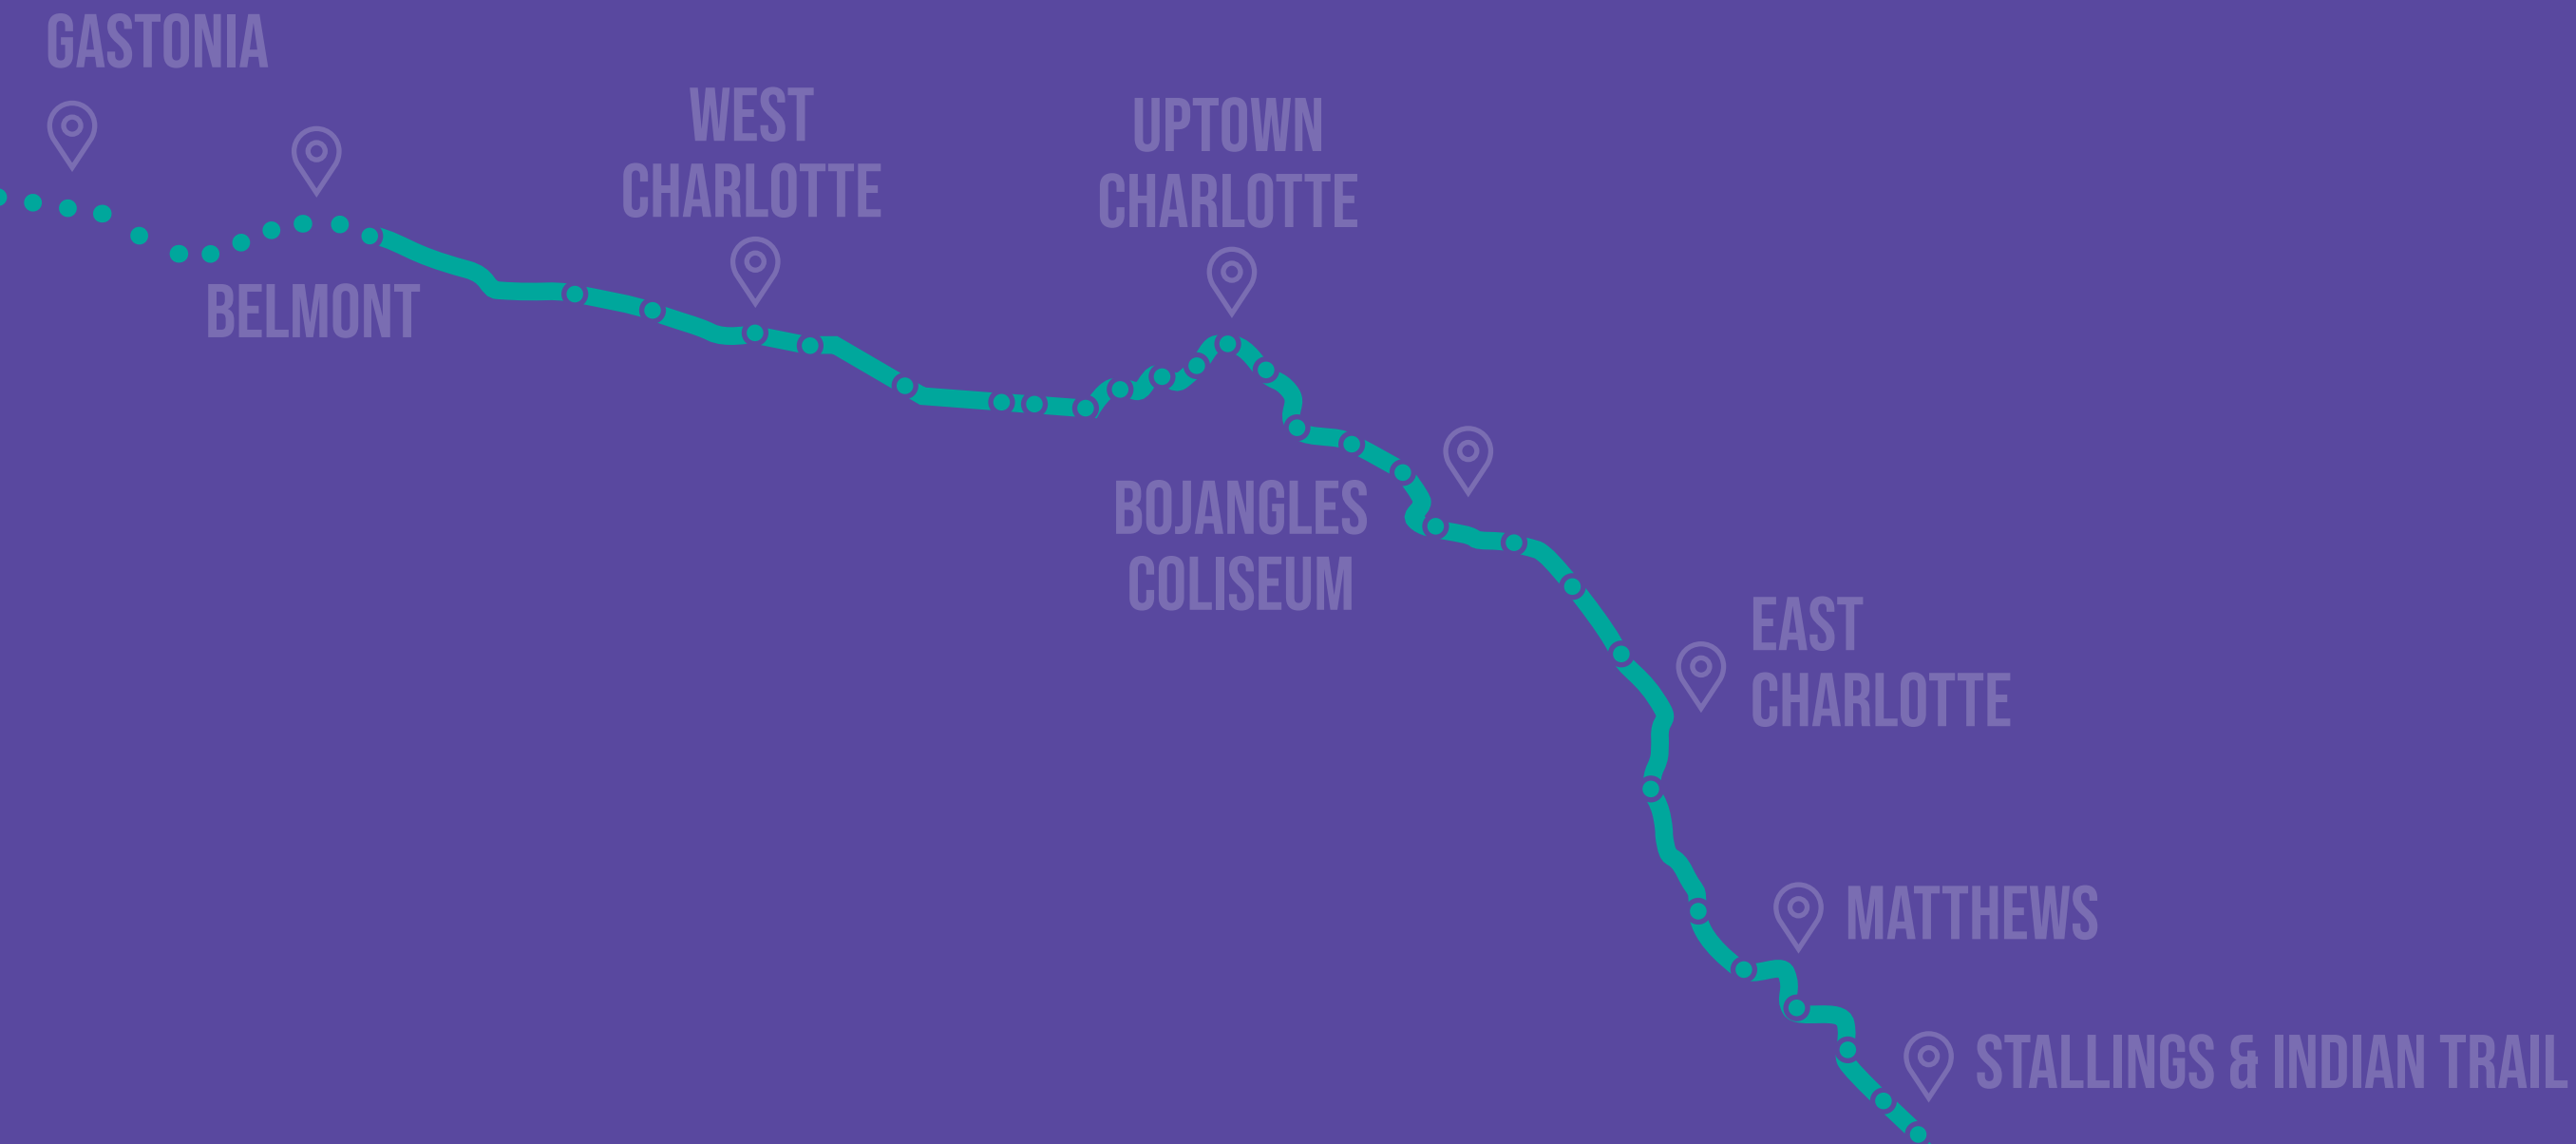 GASTONIA
BELMONT
WEST
CHARLOTTE
UPTOWN
CHARLOTTE
BOJANGLES
COLISEUM
EAST
CHARLOTTE
MATTHEWS
STALLINGS & INDIAN TRAIL